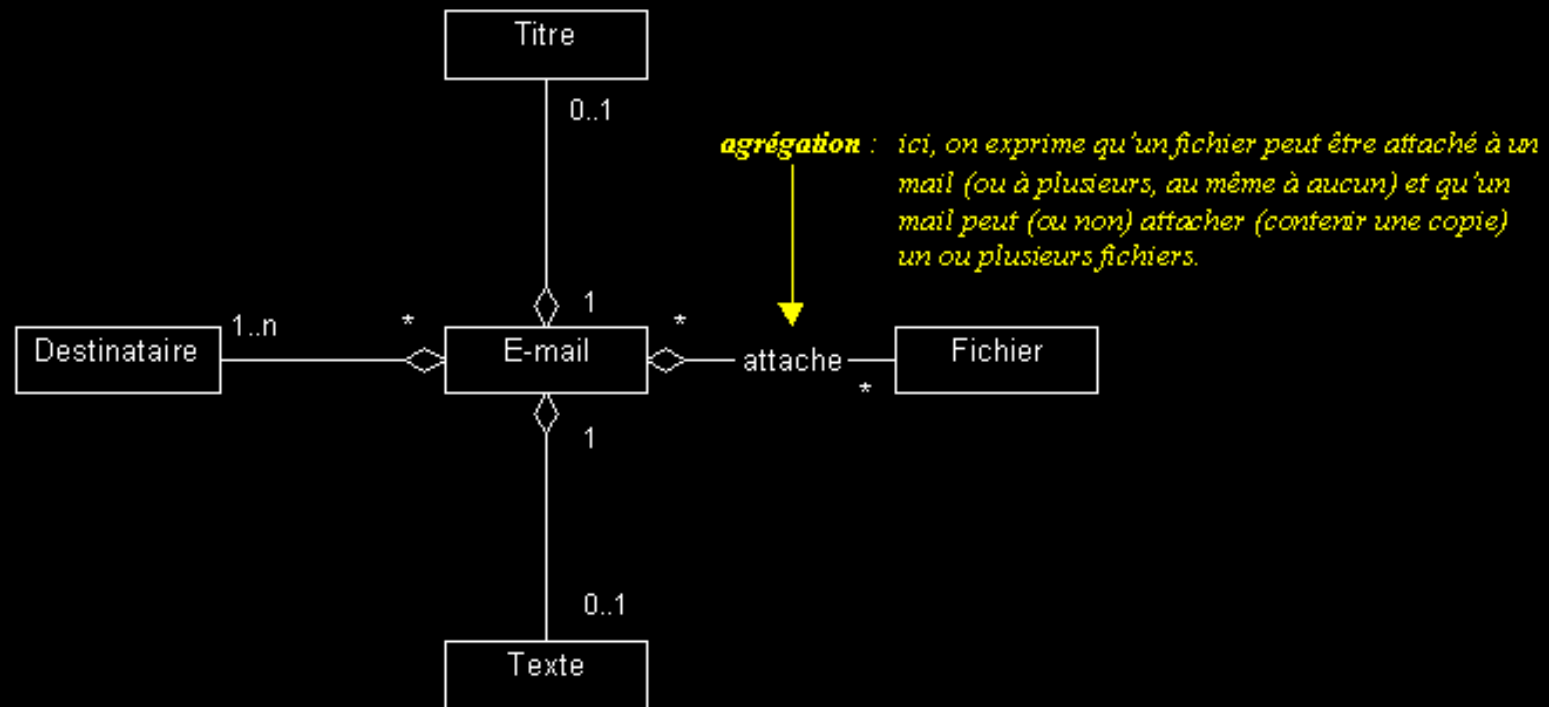 Titre
0..1
agrégation : ici, on exprime qu'un fichier peut être attaché à un
mail (ou à plusieurs, au même à aucun) et qu'un
mail peut (ou non) attacher (contenir une copie)
un ou plusieurs fichiers.
1
Destinataire 1..n * E-mail * attache * Fichier
1
0..1
Texte